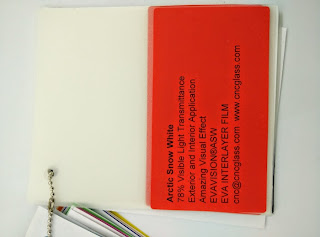 Arctic Snow White
78% Visible Light Transmittance
Exterior and Interior Application
Amazing Visual Effect
EVAVISION®ASW
EVA INTERLAYER FILM
cnc@cncglass.com www.cncglass.com